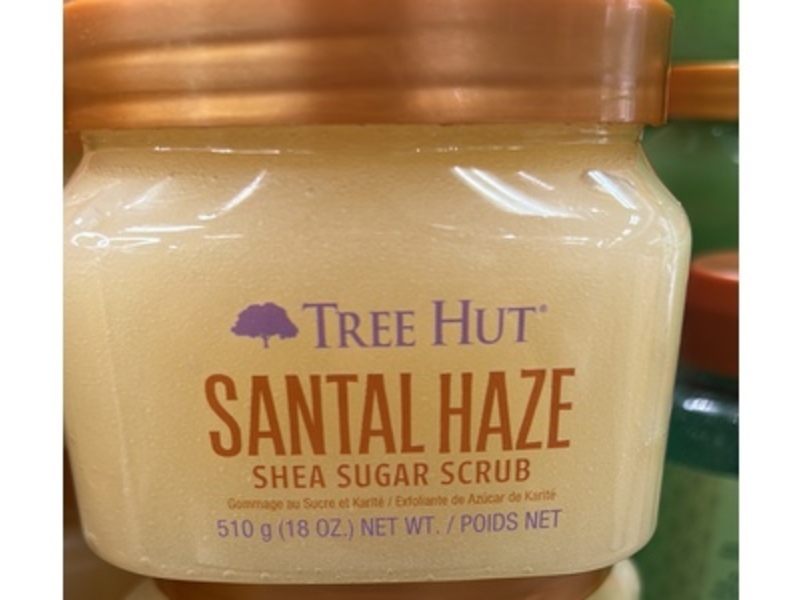 TREE HUT®
SANTAL HAZE
SHEA SUGAR SCRUB
Gommage au Sucre et Karité / Exfoliante de Azúcar de Karité
510 g (18 OZ.) NET WT. / POIDS NET